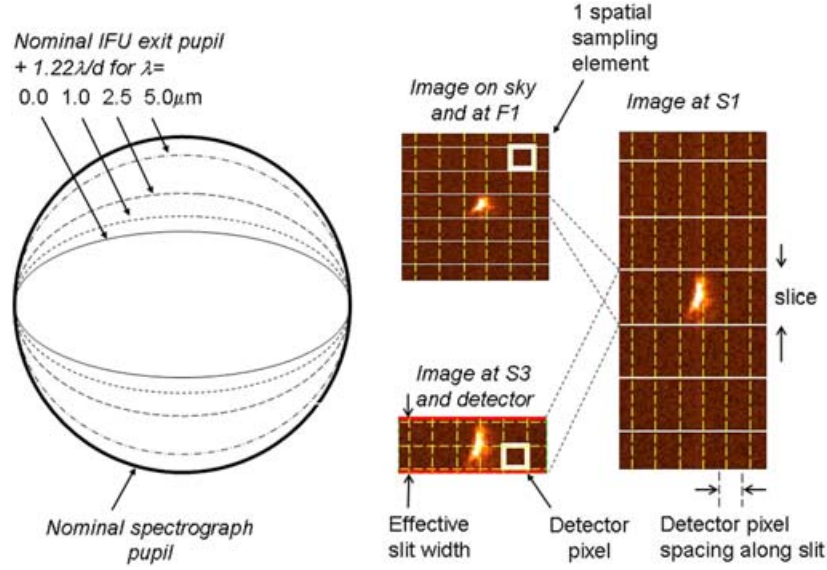 Nominal IFU exit pupil
+ 1.22λ/d for λ=
0.0 1.0 2.5 5.0μm
Nominal spectrograph
pupil
1 spatial
sampling
element
Image on sky
and at F1
Image at S1
slice
Image at S3
and detector
Effective
slit width
Detector
pixel
Detector pixel
spacing along slit